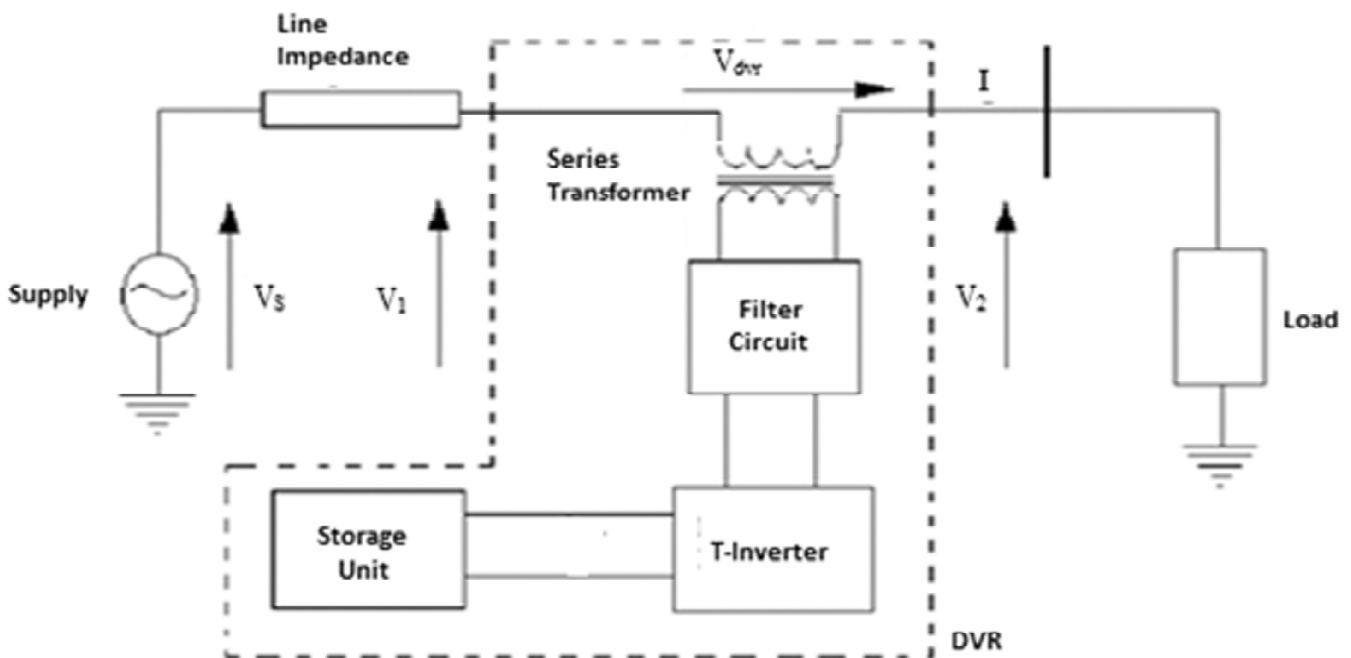 Line
Impedance
Vdvr
I
Series
Transformer
Supply
VS
V1
Filter
Circuit
V2
Load
Storage
Unit
T-Inverter
DVR